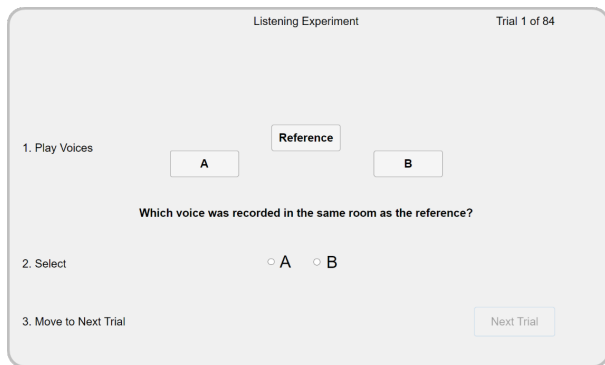 Listening Experiment
Trial 1 of 84
Reference
1. Play Voices
A
B
Which voice was recorded in the same room as the reference?
2. Select
A
B
3. Move to Next Trial
Next Trial